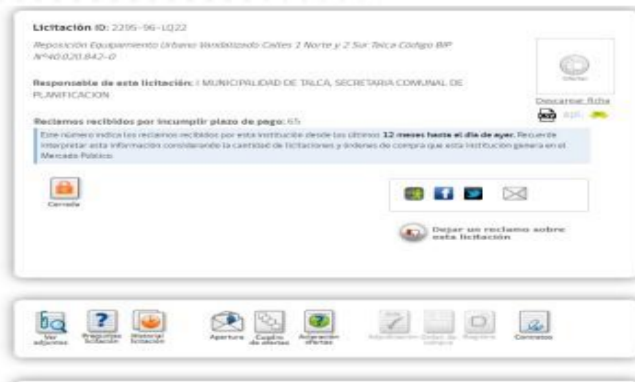 Licitación ID: 2295-96-LQ22
Reposición Equipamiento Urbano Vandalizado Calles 1 Norte y 2 Sur Talca Código BIP
N°40.020.842-0
Responsable de esta licitación: I MUNICIPALIDAD DE TALCA, SECRETARIA COMUNAL DE
PLANIFICACION
Descargar ficha
Reclamos recibidos por incumplir plazo de pago: 65
Este número indica los reclamos recibidos por esta institución desde los últimos 12 meses hasta el día de ayer. Recuerde
interpretar esta información considerando la cantidad de licitaciones y órdenes de compra que esta institución genera en el
Mercado Público.
Cerrada
Dejar un reclamo sobre
esta licitación
Ver adjuntos
Preguntas licitación
Historial licitación
Apertura
Cuadro de ofertas
Aclaración ofertas
Adjudicación
Contratos